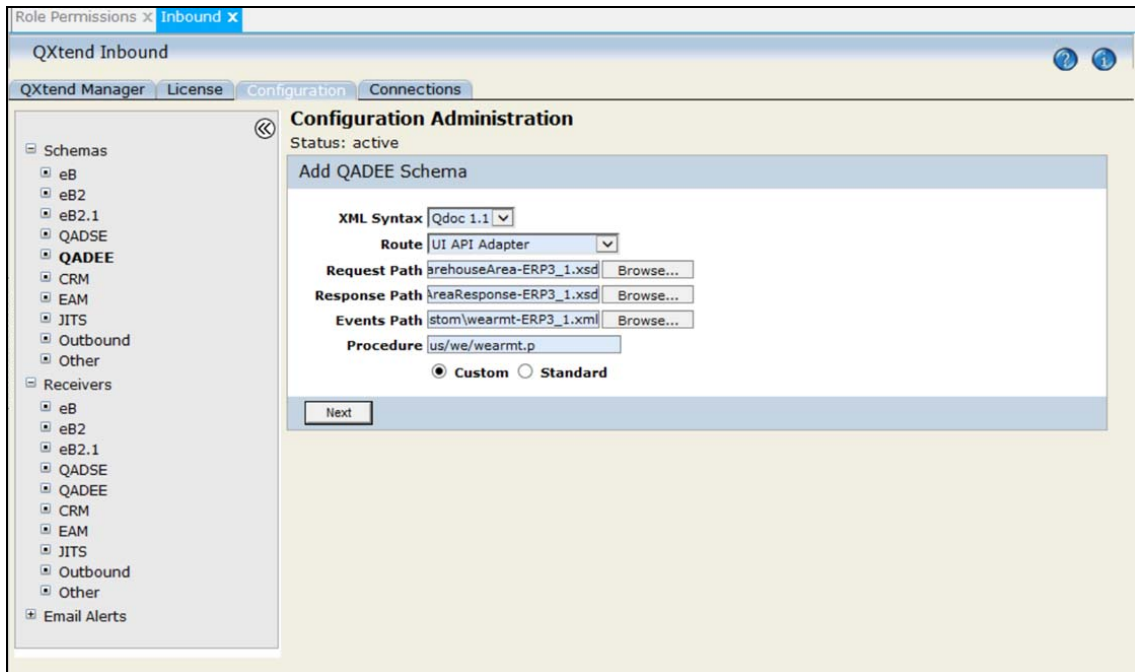 Role Permissions X Inbound X
QXtend Inbound
QXtend Manager License Configuration Connections
Schemas
eB
eB2
eB2.1
QADSE
QADEE
CRM
EAM
JITS
Outbound
Other
Receivers
eB
eB2
eB2.1
QADSE
QADEE
CRM
EAM
JITS
Outbound
Other
Email Alerts
Configuration Administration
Status: active
Add QADEE Schema
XML Syntax Qdoc 1.1
Route UI API Adapter
Request Path arehouseArea-ERP3_1.xsd Browse...
Response Path AreaResponse-ERP3_1.xsd Browse...
Events Path stom\wearmt-ERP3_1.xml Browse...
Procedure us/we/wearmt.p
Custom Standard
Next